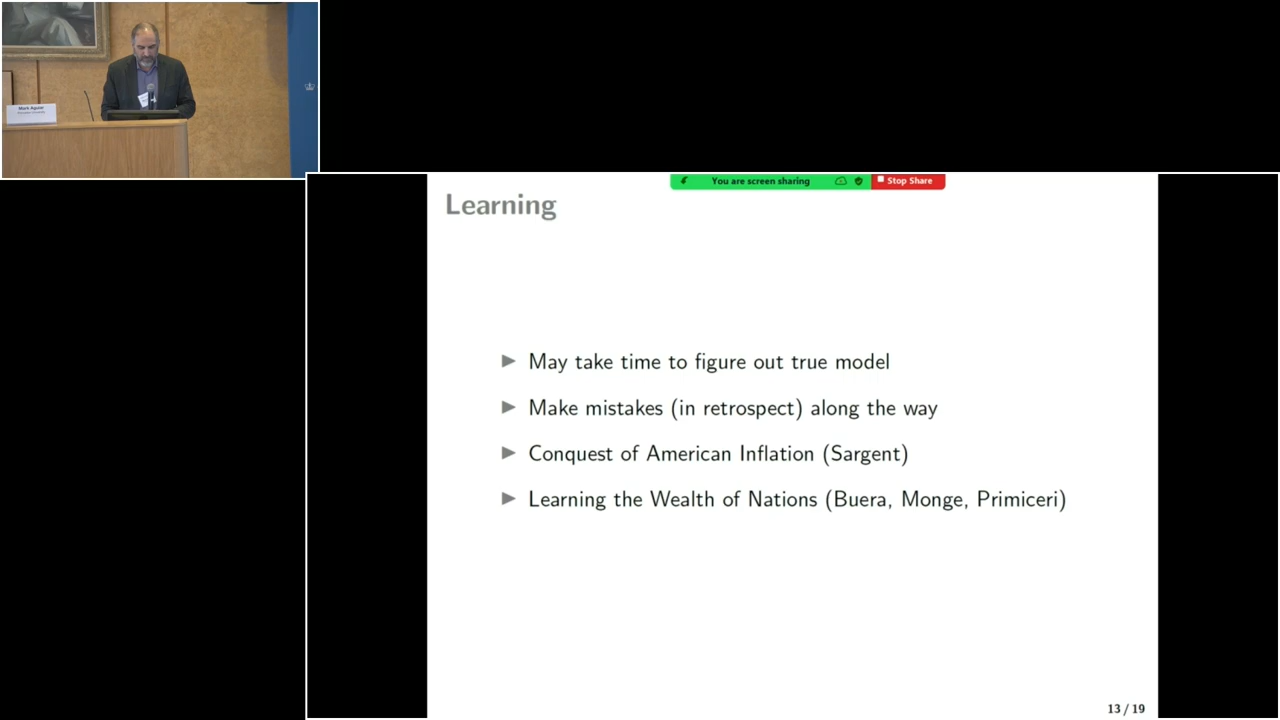 Mark Aguiar
Princeton University
You are screen sharing
Stop Share
Learning
May take time to figure out true model
Make mistakes (in retrospect) along the way
Conquest of American Inflation (Sargent)
Learning the Wealth of Nations (Buera, Monge, Primiceri)
13 / 19